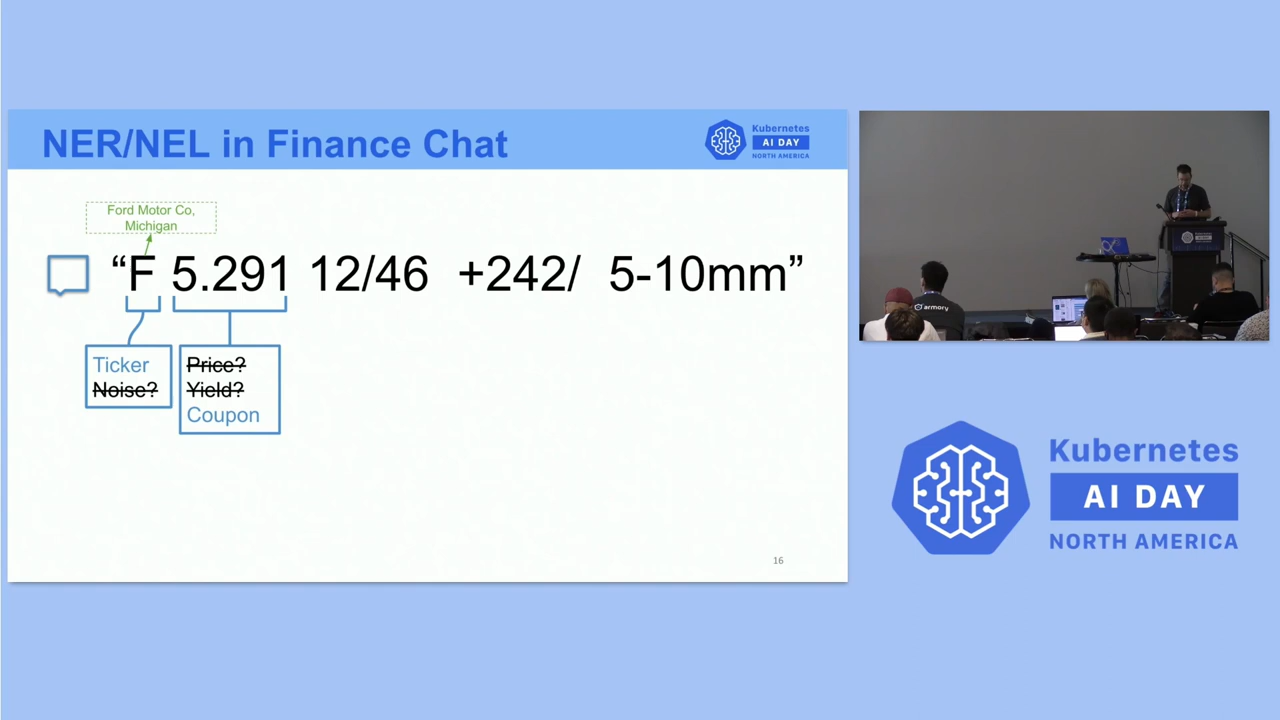 NER/NEL in Finance Chat
Kubernetes
AI DAY
NORTH AMERICA
Ford Motor Co,
Michigan
“F 5.291 12/46 +242/ 5-10mm”
Ticker
Noise?
Price?
Yield?
Coupon
16
armory
Kubernetes
AI DAY
NORTH AMERICA